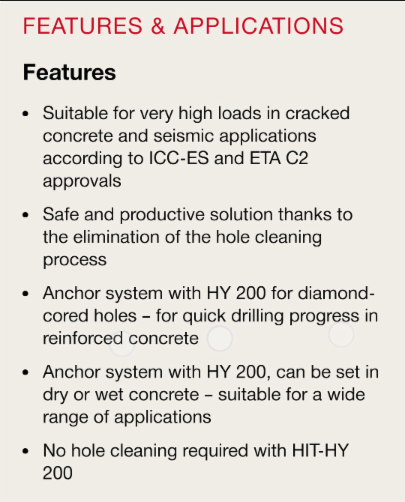 FEATURES & APPLICATIONS
Features
• Suitable for very high loads in cracked
concrete and seismic applications
according to ICC-ES and ETA C2
approvals
• Safe and productive solution thanks to
the elimination of the hole cleaning
process
• Anchor system with HY 200 for diamond-
cored holes – for quick drilling progress in
reinforced concrete
• Anchor system with HY 200, can be set in
dry or wet concrete – suitable for a wide
range of applications
• No hole cleaning required with HIT-HY
200